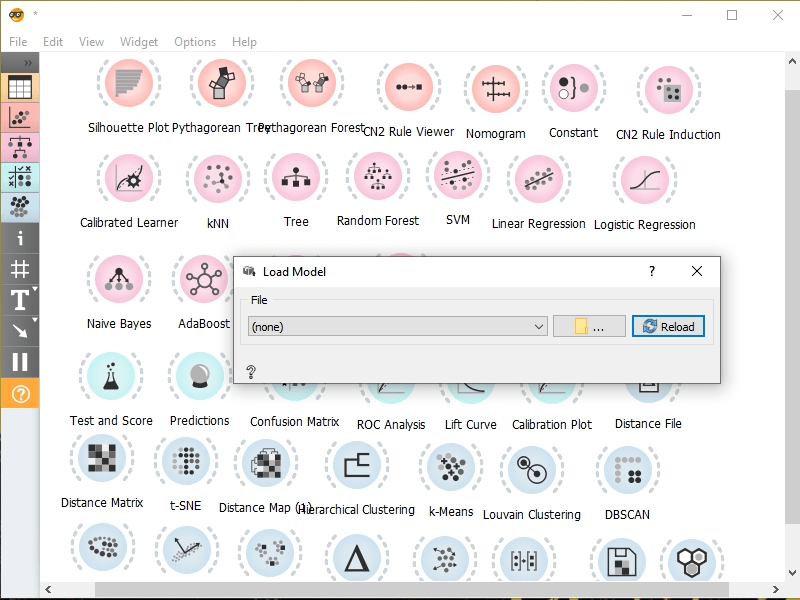 *
File Edit View Widget Options Help
»
Silhouette Plot Pythagorean Tree Pythagorean Forest CN2 Rule Viewer Nomogram Constant CN2 Rule Induction
Calibrated Learner kNN Tree Random Forest SVM Linear Regression Logistic Regression
Load Model ?
File
(none) ... Reload
?
Naive Bayes AdaBoost
i
T
?
Test and Score Predictions Confusion Matrix ROC Analysis Lift Curve Calibration Plot Distance File
Distance Matrix t-SNE Distance Map (1) Hierarchical Clustering k-Means Louvain Clustering DBSCAN